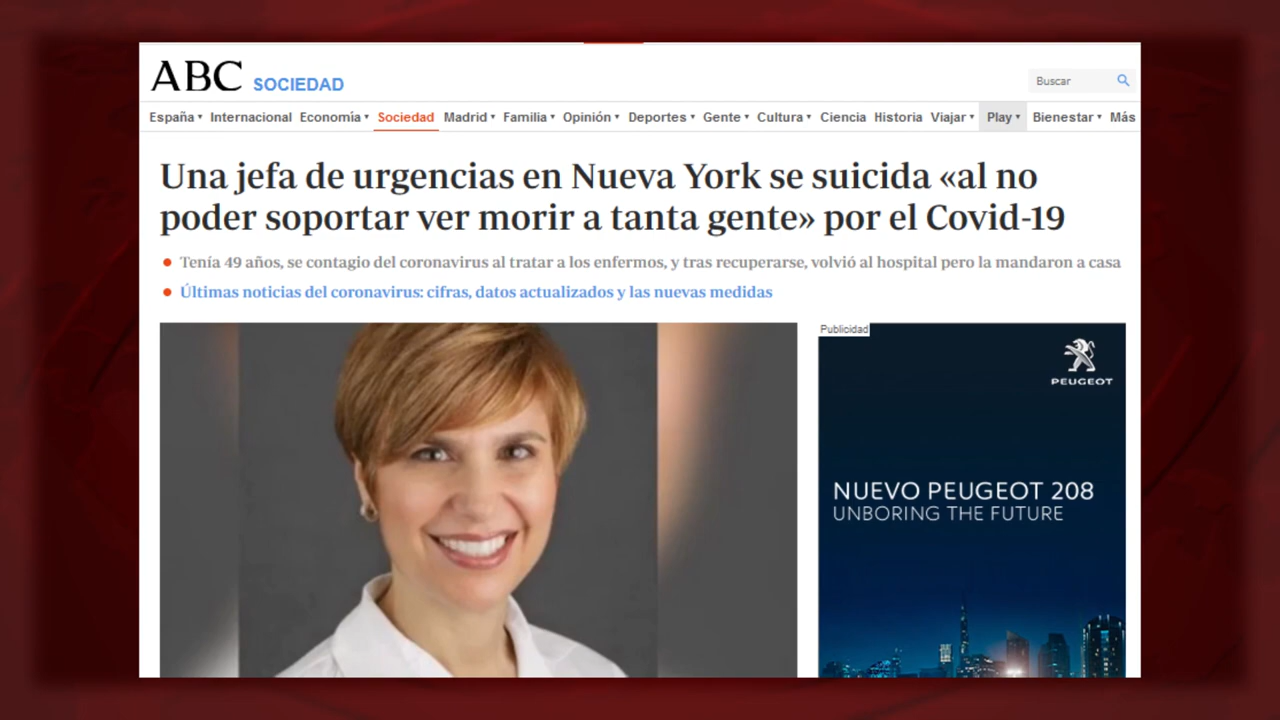 ABC SOCIEDAD
Buscar
España Internacional Economía Sociedad Madrid Familia Opinión Deportes Gente Cultura Ciencia Historia Viajar Play Bienestar Más
Una jefa de urgencias en Nueva York se suicida «al no
poder soportar ver morir a tanta gente» por el Covid-19
Tenía 49 años, se contagio del coronavirus al tratar a los enfermos, y tras recuperarse, volvió al hospital pero la mandaron a casa
Últimas noticias del coronavirus: cifras, datos actualizados y las nuevas medidas
Publicidad
PEUGEOT
NUEVO PEUGEOT 208
UNBORING THE FUTURE